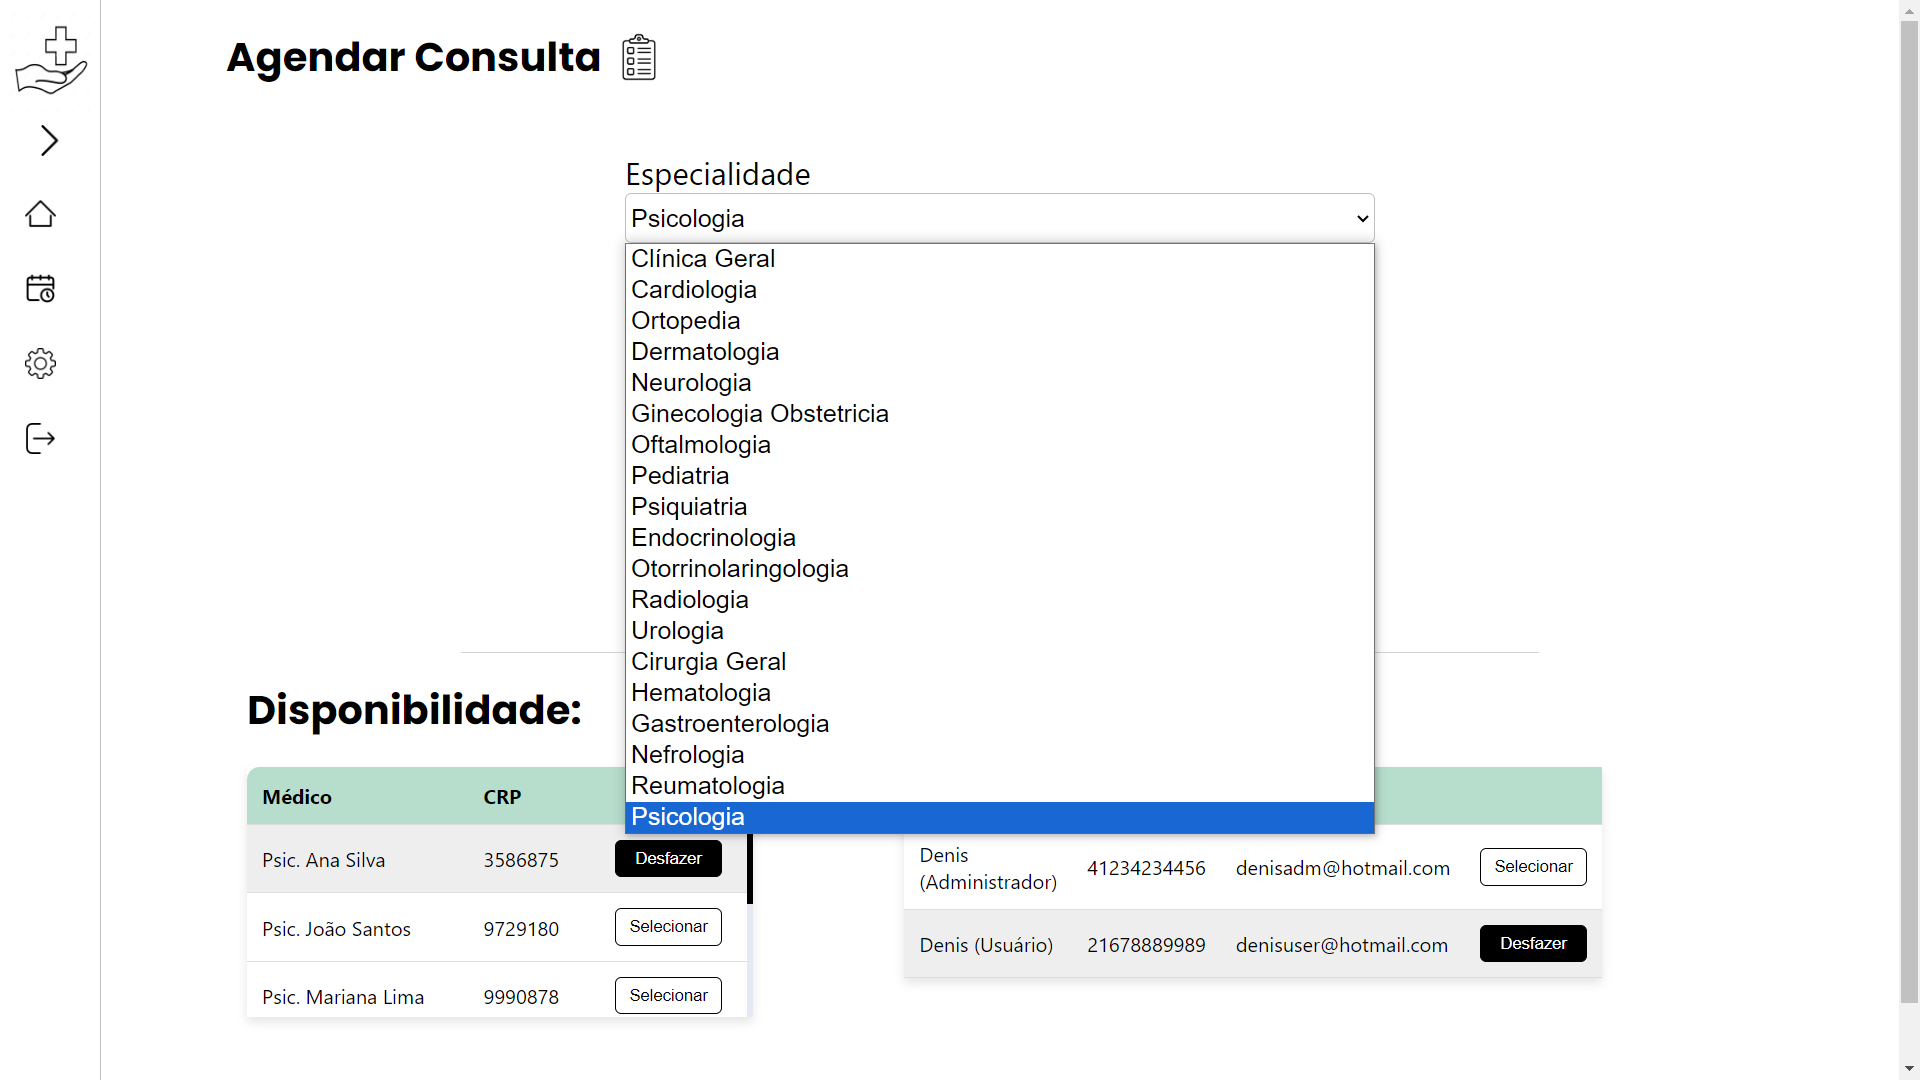 Agendar Consulta
Especialidade
Psicologia
Clínica Geral
Cardiologia
Ortopedia
Dermatologia
Neurologia
Ginecologia Obstetricia
Oftalmologia
Pediatria
Psiquiatria
Endocrinologia
Otorrinolaringologia
Radiologia
Urologia
Cirurgia Geral
Hematologia
Gastroenterologia
Nefrologia
Reumatologia
Psicologia
Disponibilidade:
Médico CRP
Psic. Ana Silva 3586875 Desfazer
Psic. João Santos 9729180 Selecionar
Psic. Mariana Lima 9990878 Selecionar
Denis
(Administrador) 41234234456 denisadm@hotmail.com Selecionar
Denis (Usuário) 21678889989 denisuser@hotmail.com Desfazer